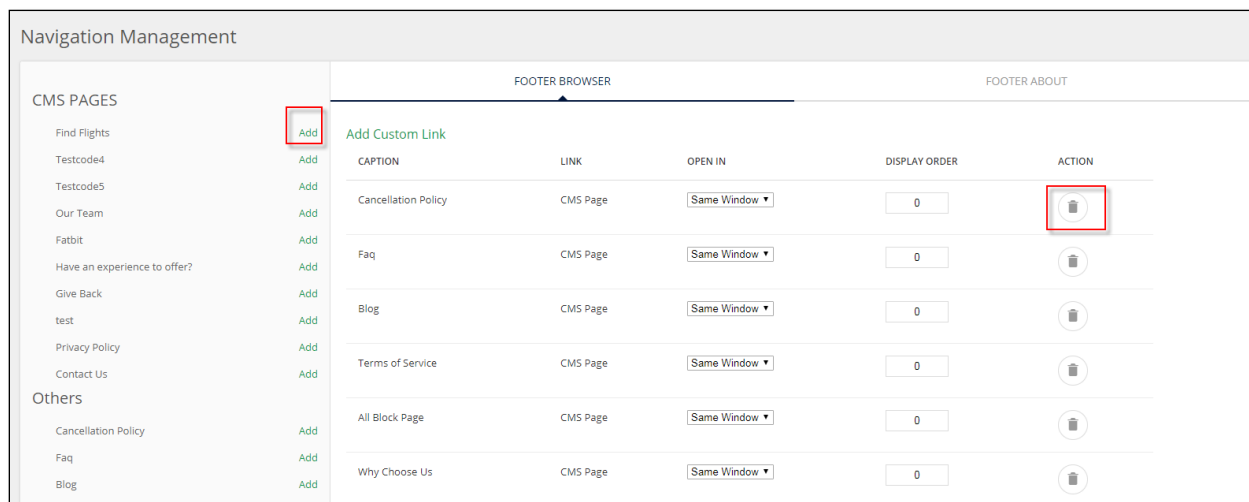 Navigation Management
CMS PAGES
Find Flights Add
Testcode4 Add
Testcode5 Add
Our Team Add
Fatbit Add
Have an experience to offer? Add
Give Back Add
test Add
Privacy Policy Add
Contact Us Add
Others
Cancellation Policy Add
Faq Add
Blog Add
FOOTER BROWSER FOOTER ABOUT
Add Custom Link
CAPTION LINK OPEN IN DISPLAY ORDER ACTION
Cancellation Policy CMS Page Same Window 0
Faq CMS Page Same Window 0
Blog CMS Page Same Window 0
Terms of Service CMS Page Same Window 0
All Block Page CMS Page Same Window 0
Why Choose Us CMS Page Same Window 0